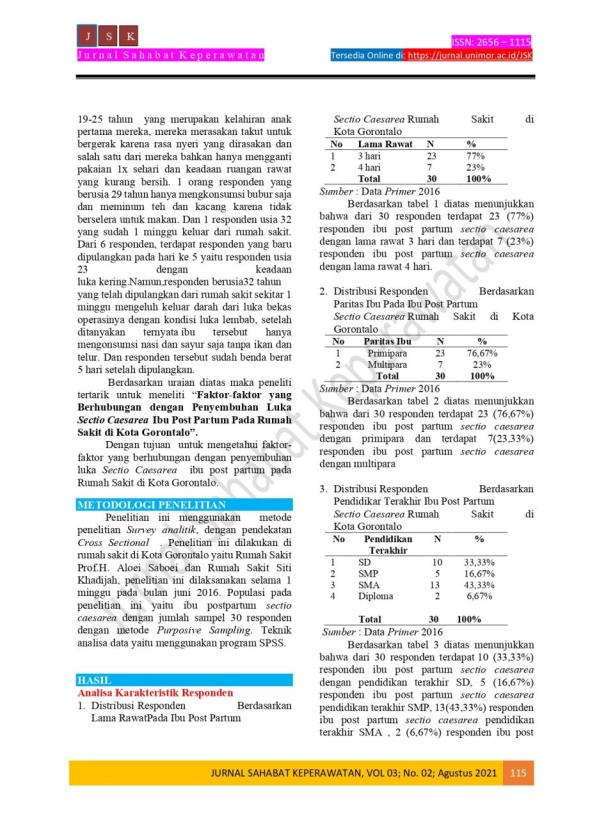 J S K
Jurnal Sahabat Keperawatan
ISSN: 2656 – 1115
Tersedia Online di: https://jurnal.unimor.ac.id/JSK
19-25 tahun yang merupakan kelahiran anak
pertama mereka, mereka merasakan takut untuk
bergerak karena rasa nyeri yang dirasakan dan
salah satu dari mereka bahkan hanya mengganti
pakaian 1x sehari dan keadaan ruangan rawat
yang kurang bersih. 1 orang responden yang
berusia 29 tahun hanya mengkonsumsi bubur saja
dan meminum teh dan kacang karena tidak
berselera untuk makan. Dan 1 responden usia 32
yang sudah 1 minggu keluar dari rumah sakit.
Dari 6 responden, terdapat responden yang baru
dipulangkan pada hari ke 5 yaitu responden usia
23 dengan keadaan
luka kering.Namun,responden berusia32 tahun
yang telah dipulangkan dari rumah sakit sekitar 1
minggu mengeluh keluar darah dari luka bekas
operasinya dengan kondisi luka lembab, setelah
ditanyakan ternyata ibu tersebut hanya
mengonsumsi nasi dan sayur saja tanpa ikan dan
telur. Dan responden tersebut sudah benda berat
5 hari setelah dipulangkan.
Berdasarkan uraian diatas maka peneliti
tertarik untuk meneliti “Faktor-faktor yang
Berhubungan dengan Penyembuhan Luka
Sectio Caesarea Ibu Post Partum Pada Rumah
Sakit di Kota Gorontalo”.
Dengan tujuan untuk mengetahui faktor-
faktor yang berhubungan dengan penyembuhan
luka Sectio Caesarea ibu post partum pada
Rumah Sakit di Kota Gorontalo.
METODOLOGI PENELITIAN
Penelitian ini menggunakan metode
penelitian Survey analitik, dengan pendekatan
Cross Sectional . Penelitian ini dilakukan di
rumah sakit di Kota Gorontalo yaitu Rumah Sakit
Prof.H. Aloei Saboei dan Rumah Sakit Siti
Khadijah, penelitian ini dilaksanakan selama 1
minggu pada bulan juni 2016. Populasi pada
penelitian ini yaitu ibu postpartum sectio
caesarea dengan jumlah sampel 30 responden
dengan metode Purposive Sampling. Teknik
analisa data yaitu menggunakan program SPSS.
HASIL
Analisa Karakteristik Responden
1. Distribusi Responden Berdasarkan
Lama RawatPada Ibu Post Partum
Sectio Caesarea Rumah Sakit di
Kota Gorontalo
No Lama Rawat N %
1 3 hari 23 77%
2 4 hari 7 23%
Total 30 100%
Sumber : Data Primer 2016
Berdasarkan tabel 1 diatas menunjukkan
bahwa dari 30 responden terdapat 23 (77%)
responden ibu post partum sectio caesarea
dengan lama rawat 3 hari dan terdapat 7 (23%)
responden ibu post partum sectio caesarea
dengan lama rawat 4 hari.
2. Distribusi Responden Berdasarkan
Paritas Ibu Pada Ibu Post Partum
Sectio Caesarea Rumah Sakit di Kota
Gorontalo
No Paritas Ibu N %
1 Primipara 23 76,67%
2 Multipara 7 23%
Total 30 100%
Sumber : Data Primer 2016
Berdasarkan tabel 2 diatas menunjukkan
bahwa dari 30 responden terdapat 23 (76,67%)
responden ibu post partum sectio caesarea
dengan primipara dan terdapat 7(23,33%)
responden ibu post partum sectio caesarea
dengan multipara
3. Distribusi Responden Berdasarkan
Pendidikar Terakhir Ibu Post Partum
Sectio Caesarea Rumah Sakit di
Kota Gorontalo
No Pendidikan N %
Terakhir
1 SD 10 33,33%
2 SMP 5 16,67%
3 SMA 13 43,33%
4 Diploma 2 6,67%
Total 30 100%
Sumber : Data Primer 2016
Berdasarkan tabel 3 diatas menunjukkan
bahwa dari 30 responden terdapat 10 (33,33%)
responden ibu post partum sectio caesarea
dengan pendidikan terakhir SD, 5 (16,67%)
responden ibu post partum sectio caesarea
pendidikan terakhir SMP, 13(43,33%) responden
ibu post partum sectio caesarea pendidikan
terakhir SMA , 2 (6,67%) responden ibu post
Jurnal Sahabat Keperawatan
JURNAL SAHABAT KEPERAWATAN, VOL 03; No. 02; Agustus 2021 115